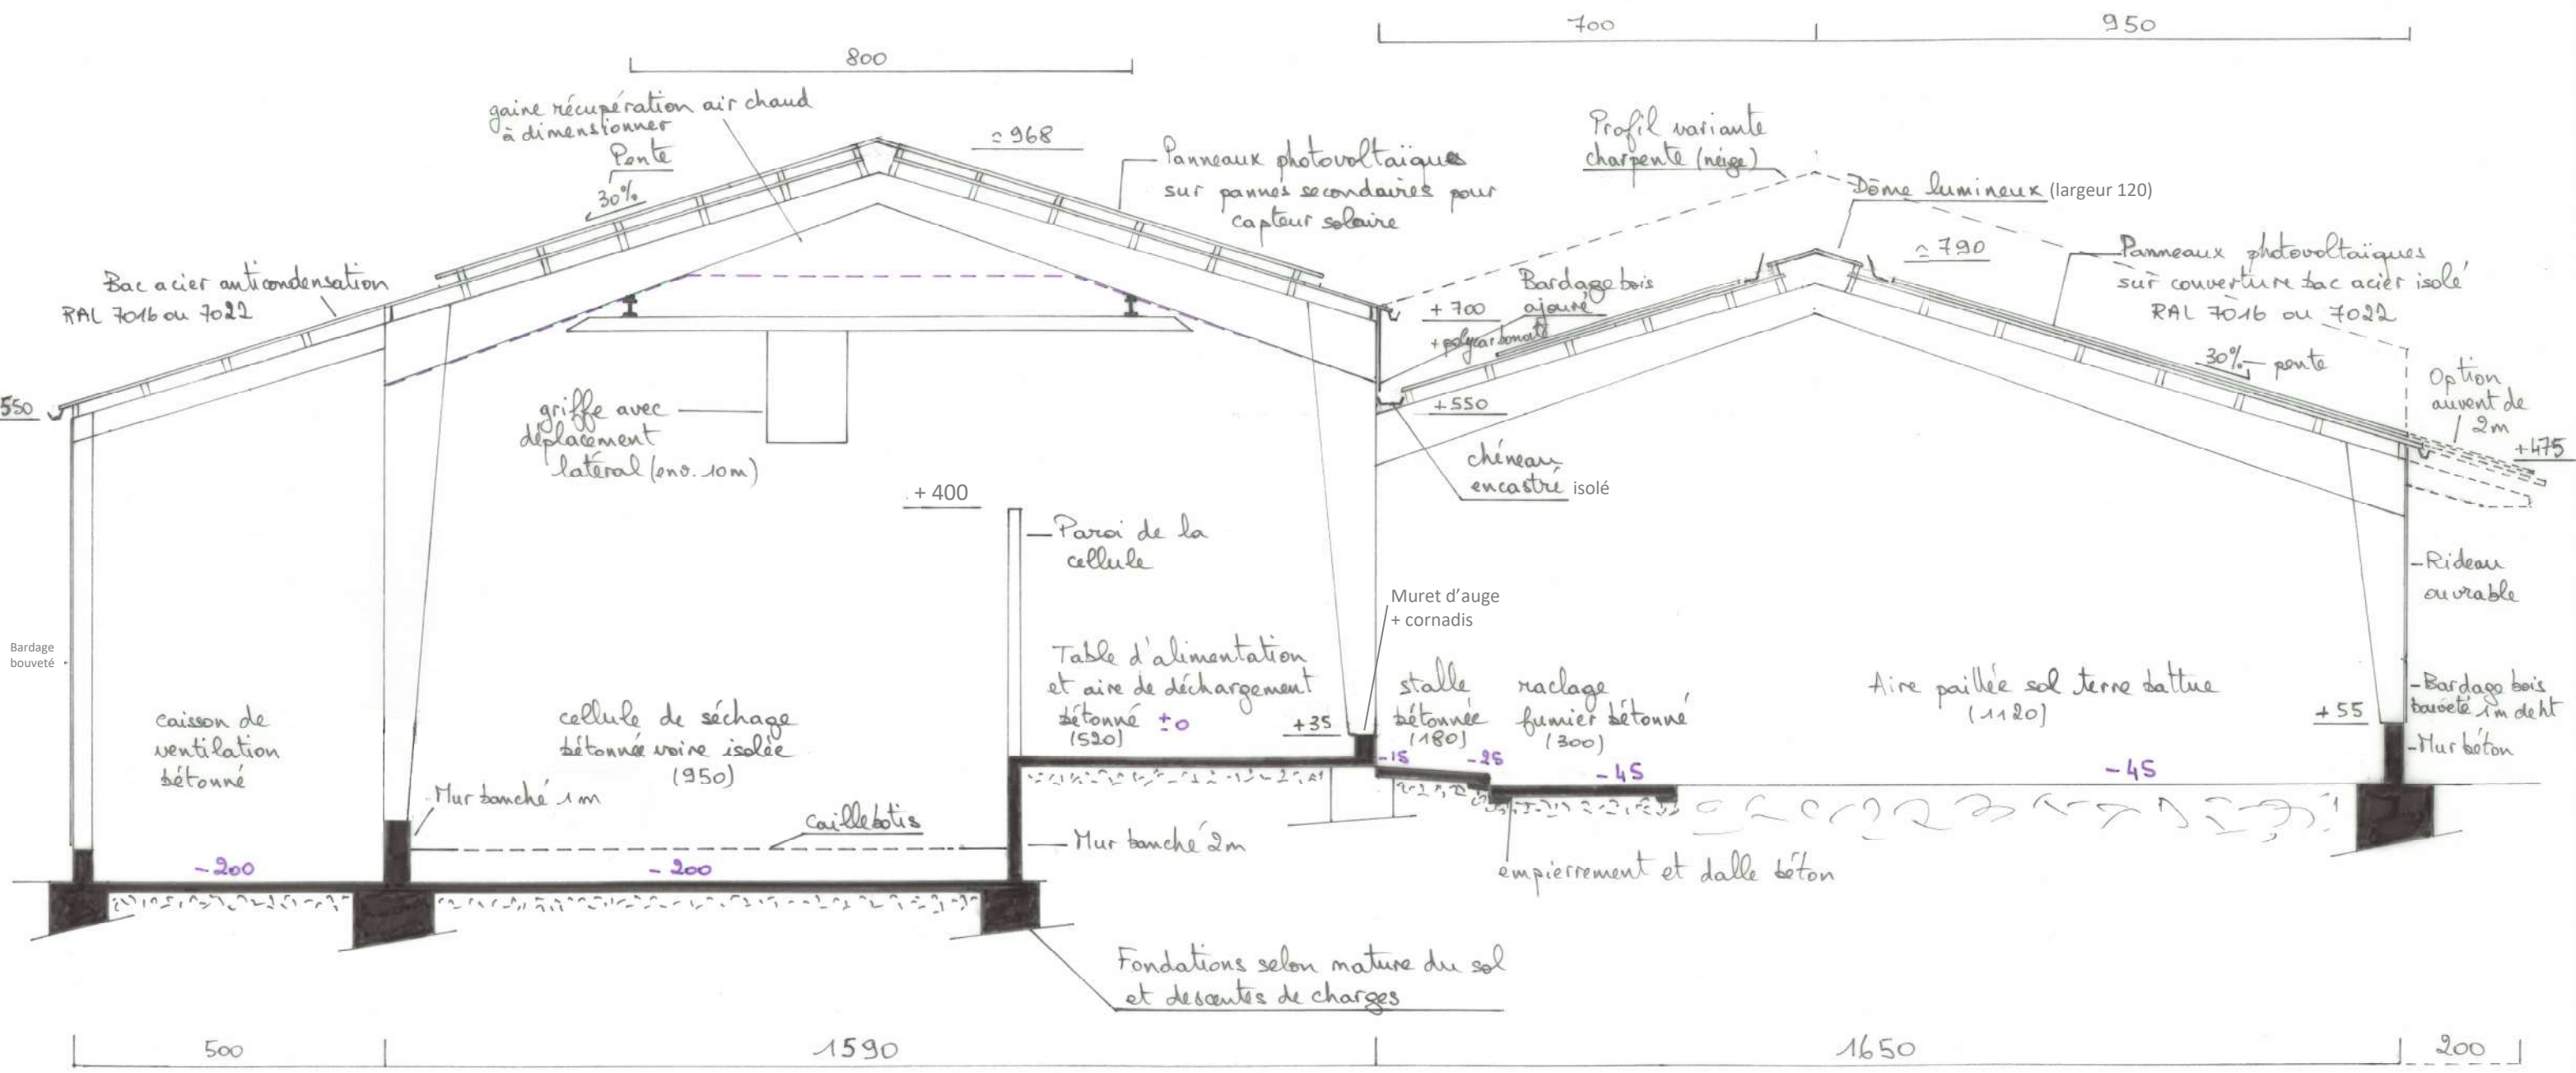 700
950
800
gaine récupération air chaud
à dimensionner
Pente
30%
≃ 968
Panneaux photovoltaïques
sur pannes secondaires pour
capteur solaire
Profil variante
charpente (neige)
Dôme lumineux (largeur 120)
≃ 790
Panneaux photovoltaïques
sur couverture bac acier isolé
RAL 7016 ou 7022
30% pente
Option
auvent de
2m
+475
Bac acier anticondensation
RAL 7016 ou 7022
550
Bardage bois
ajouré
+ polycarbonate
+ 700
+550
chéneau
encastré isolé
griffe avec
déplacement
latéral (env. 10m)
+ 400
Paroi de la
cellule
Muret d'auge
+ cornadis
Rideau
ouvrable
Bardage
bouveté
caisson de
ventilation
bétonné
cellule de séchage
bétonnée voire isolée
(950)
Table d'alimentation
et aire de déchargement
bétonné ±0
(520)
+35
stalle
bétonnée
(180)
raclage
fumier bétonné
(300)
Aire paillée sol terre battue
(1120)
+55
-Bardage bois
bouveté 1m de ht
-Mur béton
-15
-25
-45
-45
Mur banché 1m
caillebotis
Mur banché 2m
-200
-200
empierrement et dalle béton
Fondations selon nature du sol
et descentes de charges
500
1590
1650
200